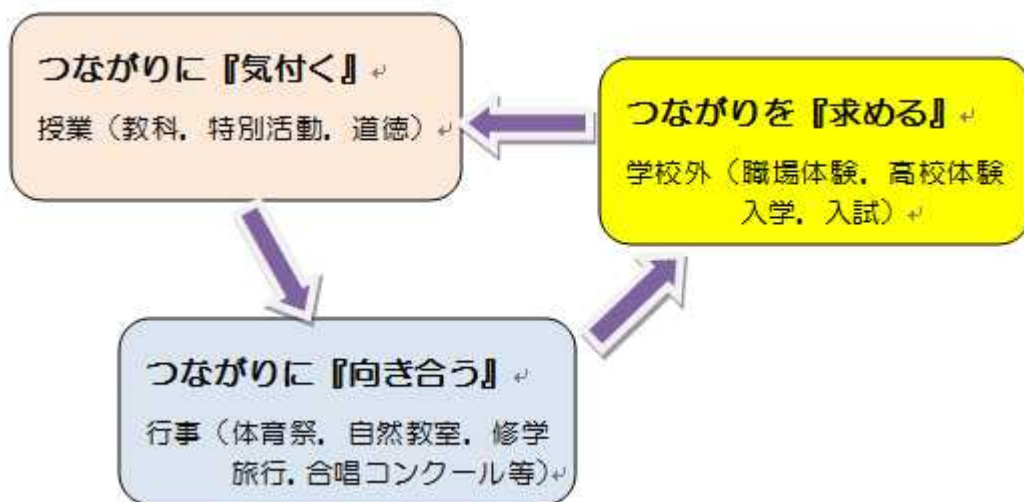 つながりに『気付く』
授業（教科．特別活動．道徳）
つながりを『求める』
学校外（職場体験．高校体験
入学．入試）
つながりに『向き合う』
行事（体育祭．自然教室．修学
旅行．合唱コンクール等）